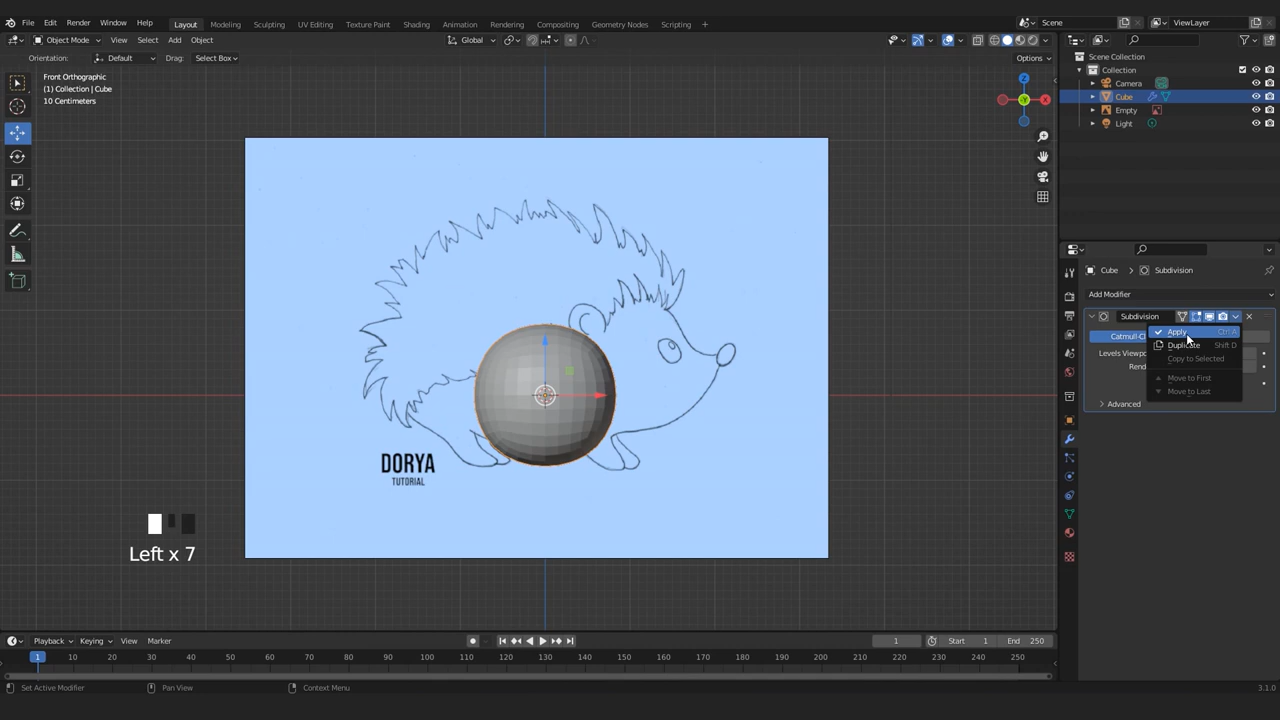 File Edit Render Window Help Layout Modeling Sculpting UV Editing Texture Paint Shading Animation Rendering Compositing Geometry Nodes Scripting + Scene ViewLayer
Object Mode View Select Add Object Global Options
Orientation: Default Drag: Select Box
Front Orthographic
(1) Collection | Cube
10 Centimeters
Z
Y
X
DORYA
TUTORIAL
Left x 7
Scene Collection
Collection
Camera
Cube
Empty
Light
Cube Subdivision
Add Modifier
Subdivision
Apply Ctrl A
Duplicate Shift D
Copy to Selected
Move to First
Move to Last
Catmull-Cl
Levels Viewpo
Rend
Advanced
Playback Keying View Marker 1 Start 1 End 250
1 10 20 30 40 50 60 70 80 90 100 110 120 130 140 150 160 170 180 190 200 210 220 230 240 250
Set Active Modifier Pan View Context Menu 3.1.0